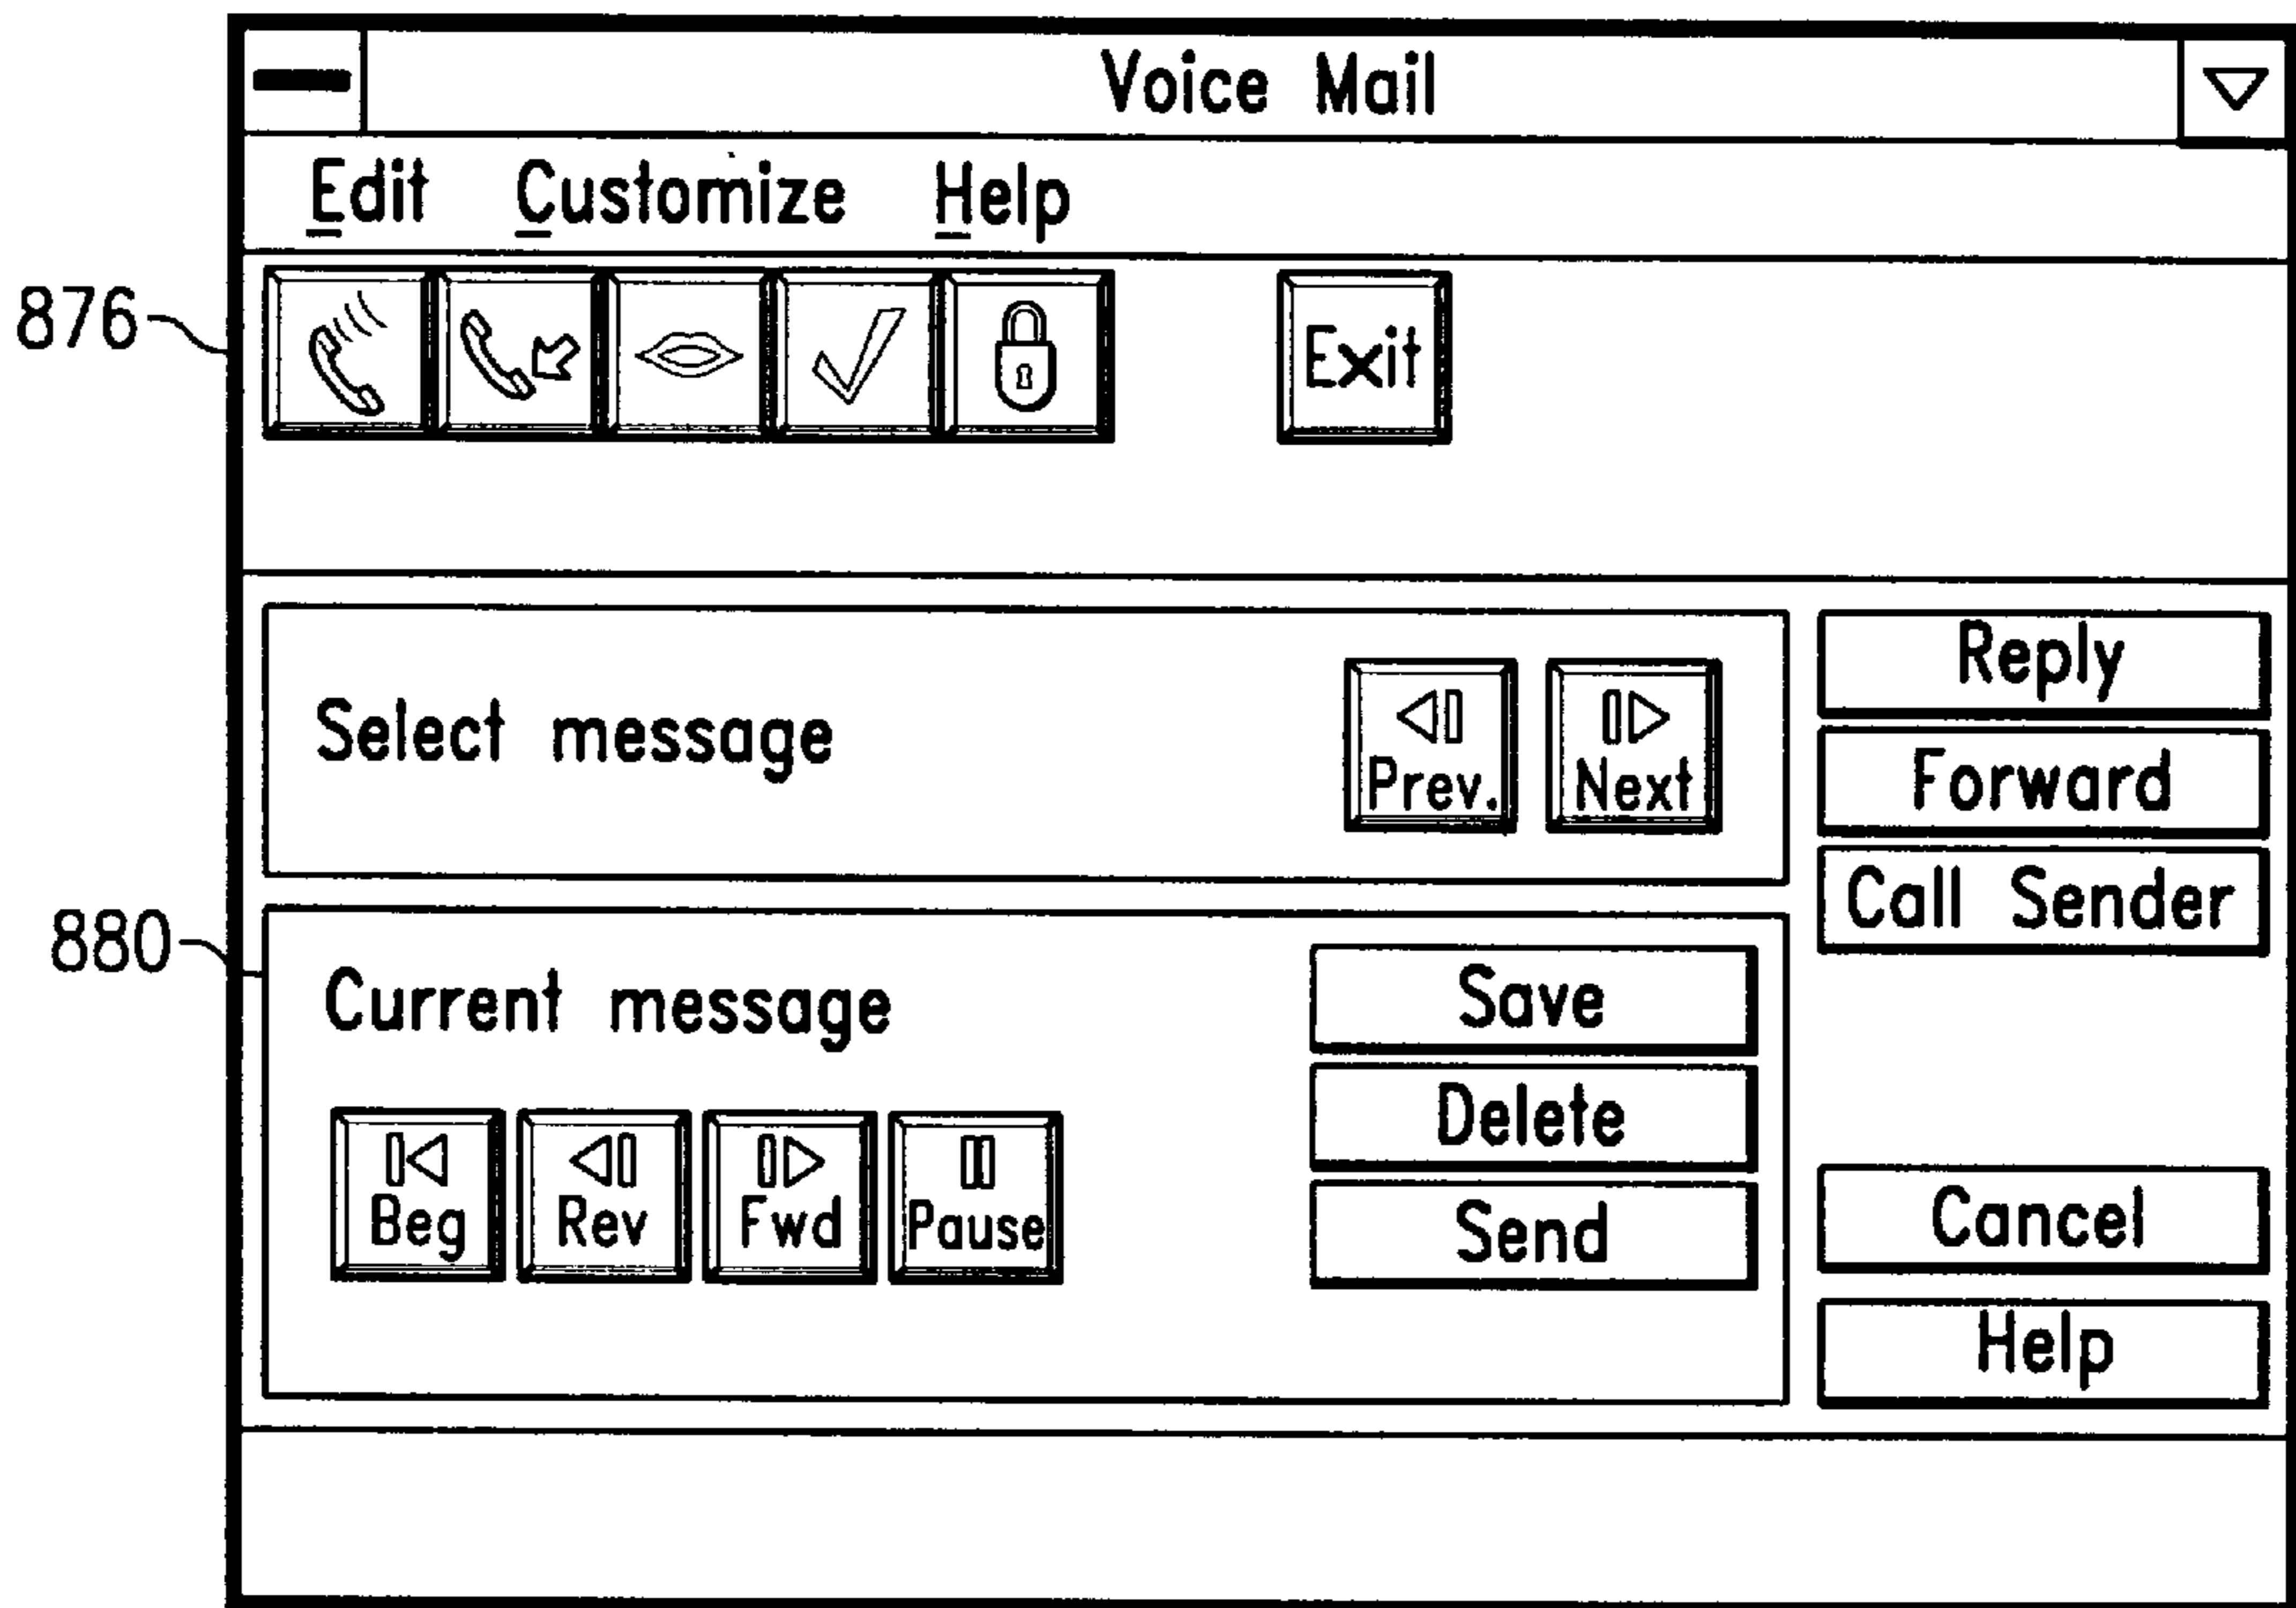 Voice Mail
Edit Customize Help
876
Exit
Select message
Prev.
Next
Reply
Forward
Call Sender
880
Current message
Save
Delete
Send
Beg
Rev
Fwd
Pause
Cancel
Help